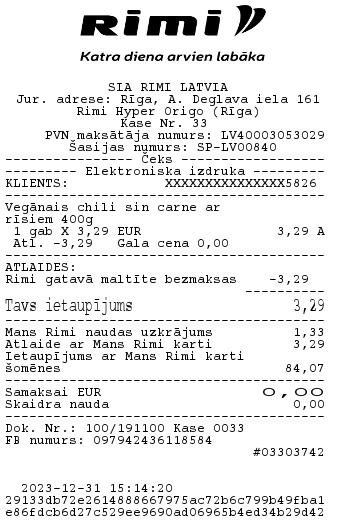 Rimi
Katra diena arvien labāka
SIA RIMI LATVIA
Jur. adrese: Rīga, A. Deglava iela 161
Rimi Hyper Origo (Rīga)
Kase Nr. 33
PVN maksātāja numurs: LV40003053029
Šasijas numurs: SP-LV00840
---------------- Čeks ----------------
--------- Elektroniska izdruka ---------
KLIENTS: XXXXXXXXXXXXXXX5826
Vegānais chili sin carne ar
rīsiem 400g
1 gab X 3,29 EUR 3,29 A
Atl. -3,29 Gala cena 0,00
ATLAIDES:
Rimi gatavā maltīte bezmaksas -3,29
Tavs ietaupījums 3,29
Mans Rimi naudas uzkrājums 1,33
Atlaide ar Mans Rimi karti 3,29
Ietaupījums ar Mans Rimi karti
šomēnes 84,07
Samaksai EUR 0,00
Skaidra nauda 0,00
Dok. Nr.: 100/191100 Kase 0033
FB numurs: 097942436118584
#03303742
2023-12-31 15:14:20
29133db72e2614888667975ac72b6c799b49fba1
e86fdcb6d27c529ee9690ad06965b4ed34b29d42